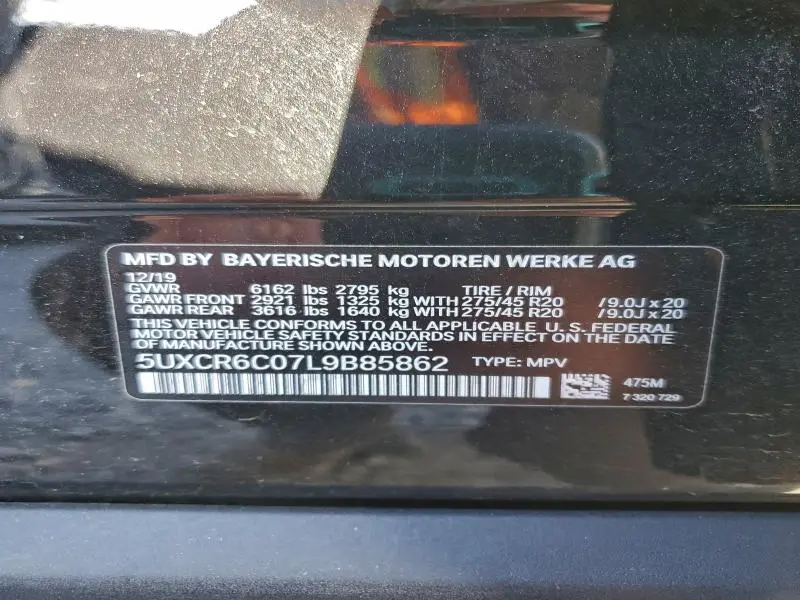 MFD BY BAYERISCHE MOTOREN WERKE AG
12/19
GVWR 6162 lbs 2795 kg TIRE / RIM
GAWR FRONT 2921 lbs 1325 kg WITH 275/45 R20 /9.0J x 20
GAWR REAR 3616 lbs 1640 kg WITH 275/45 R20 /9.0J x 20
THIS VEHICLE CONFORMS TO ALL APPLICABLE U. S. FEDERAL
MOTOR VEHICLE SAFETY STANDARDS IN EFFECT ON THE DATE
OF MANUFACTURE SHOWN ABOVE.
5UXCR6C07L9B85862 TYPE: MPV
475M
7 320 729